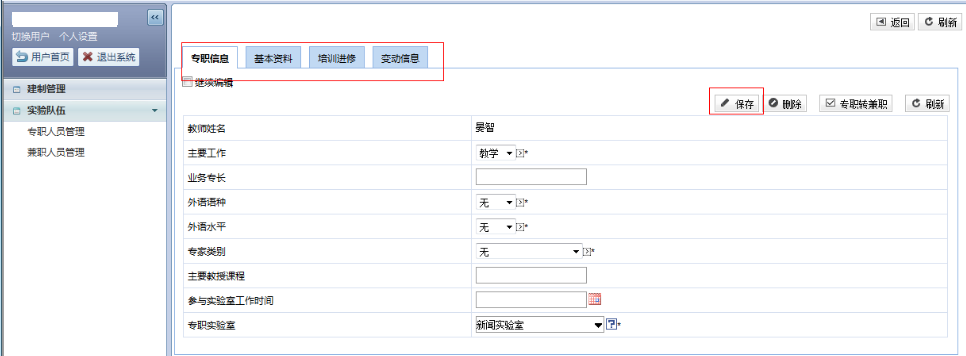 返回 刷新
切换用户 个人设置
用户首页 退出系统
建制管理
实验队伍
专职人员管理
兼职人员管理
专职信息 基本资料 培训进修 变动信息
继续编辑
保存 删除 专职转兼职 刷新
教师姓名 晏智
主要工作 教学 *
业务专长
外语语种 无 *
外语水平 无 *
专家类别 无 *
主要教授课程
参与实验室工作时间
专职实验室 新闻实验室 ? *